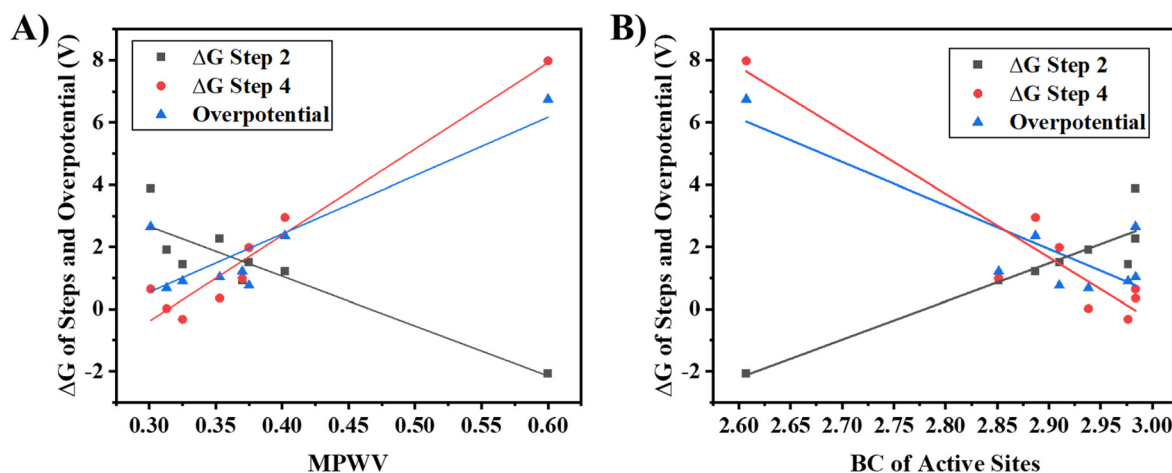 A)
ΔG of Steps and Overpotential (V)
8
6
4
2
0
-2
ΔG Step 2
ΔG Step 4
Overpotential
0.30 0.35 0.40 0.45 0.50 0.55 0.60
MPWV
B)
ΔG of Steps and Overpotential (V)
8
6
4
2
0
-2
ΔG Step 2
ΔG Step 4
Overpotential
2.60 2.65 2.70 2.75 2.80 2.85 2.90 2.95 3.00
BC of Active Sites